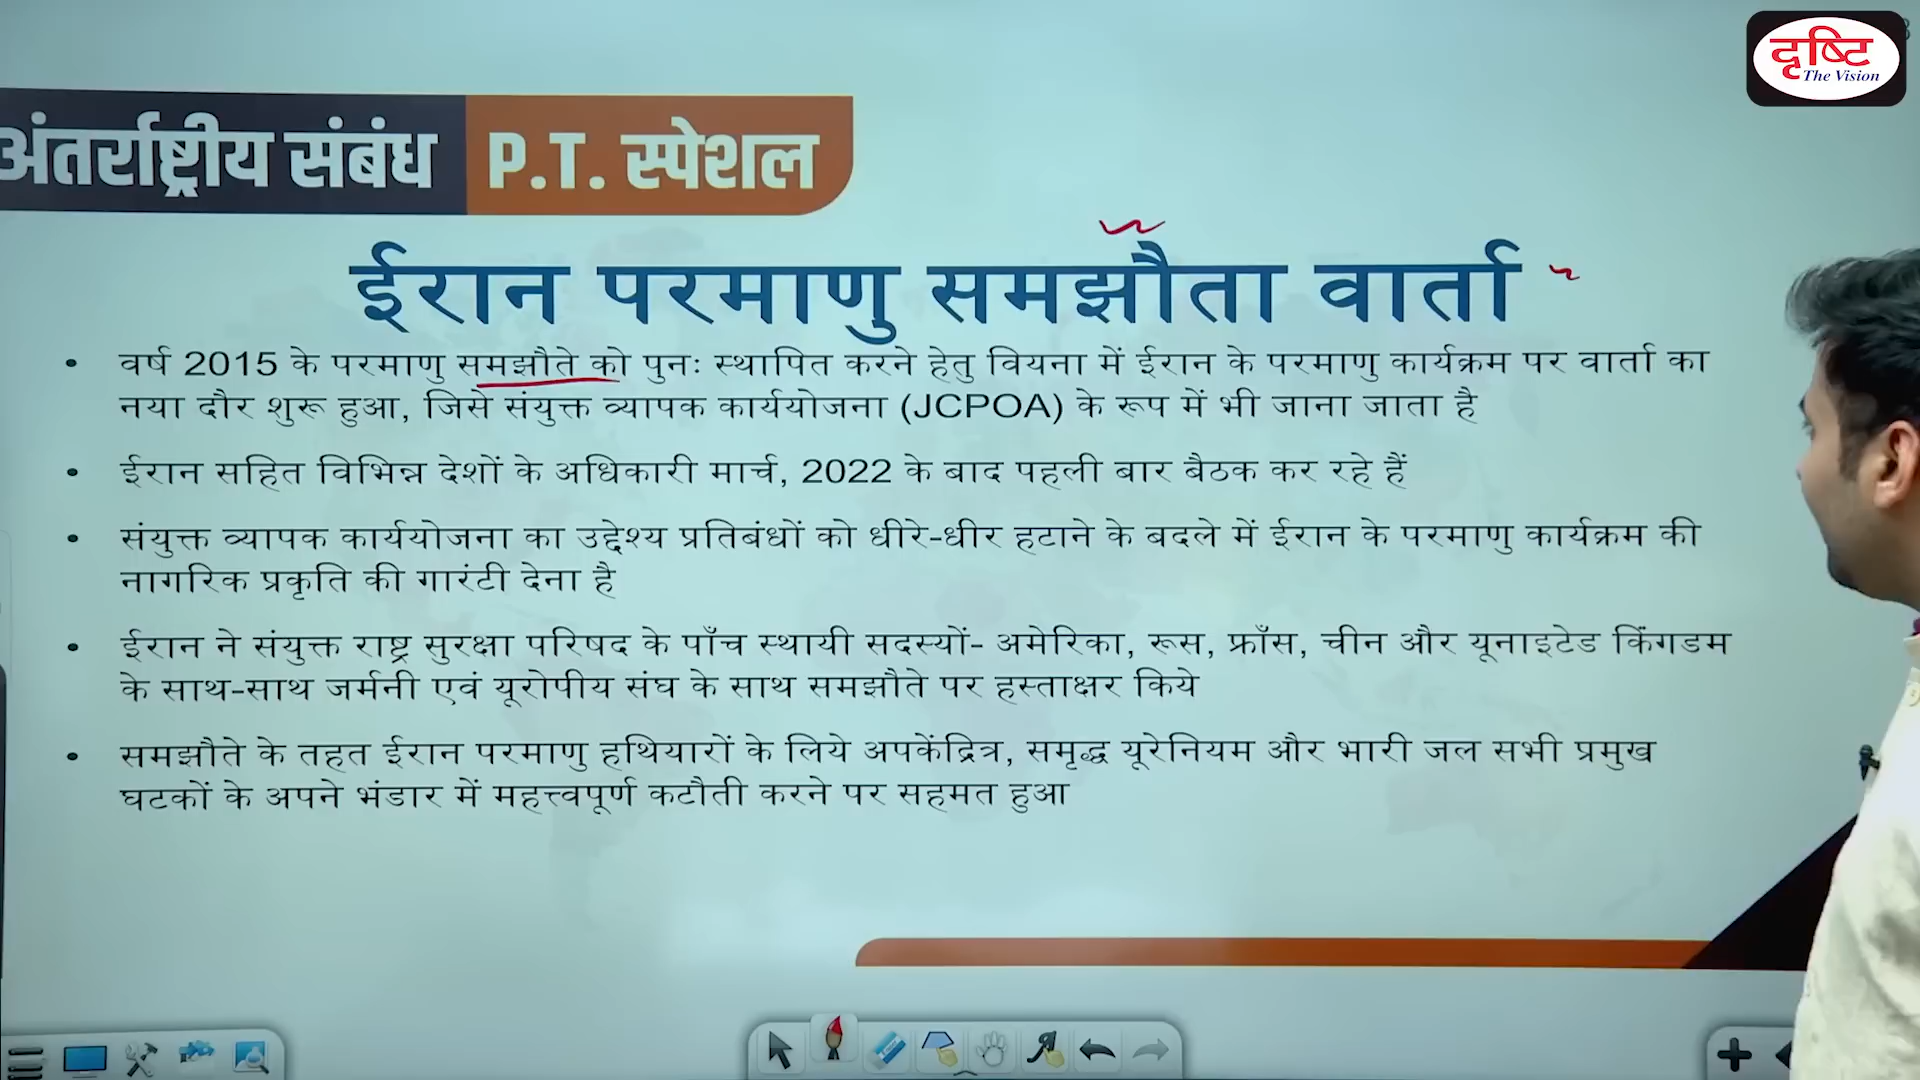 दृष्टि
The Vision
अंतर्राष्ट्रीय संबंध P.T. स्पेशल
ईरान परमाणु समझौता वार्ता
• वर्ष 2015 के परमाणु समझौते को पुनः स्थापित करने हेतु वियना में ईरान के परमाणु कार्यक्रम पर वार्ता का
नया दौर शुरू हुआ, जिसे संयुक्त व्यापक कार्ययोजना (JCPOA) के रूप में भी जाना जाता है
• ईरान सहित विभिन्न देशों के अधिकारी मार्च, 2022 के बाद पहली बार बैठक कर रहे हैं
• संयुक्त व्यापक कार्ययोजना का उद्देश्य प्रतिबंधों को धीरे-धीर हटाने के बदले में ईरान के परमाणु कार्यक्रम की
नागरिक प्रकृति की गारंटी देना है
• ईरान ने संयुक्त राष्ट्र सुरक्षा परिषद के पाँच स्थायी सदस्यों- अमेरिका, रूस, फ्राँस, चीन और यूनाइटेड किंगडम
के साथ-साथ जर्मनी एवं यूरोपीय संघ के साथ समझौते पर हस्ताक्षर किये
• समझौते के तहत ईरान परमाणु हथियारों के लिये अपकेंद्रित्र, समृद्ध यूरेनियम और भारी जल सभी प्रमुख
घटकों के अपने भंडार में महत्त्वपूर्ण कटौती करने पर सहमत हुआ